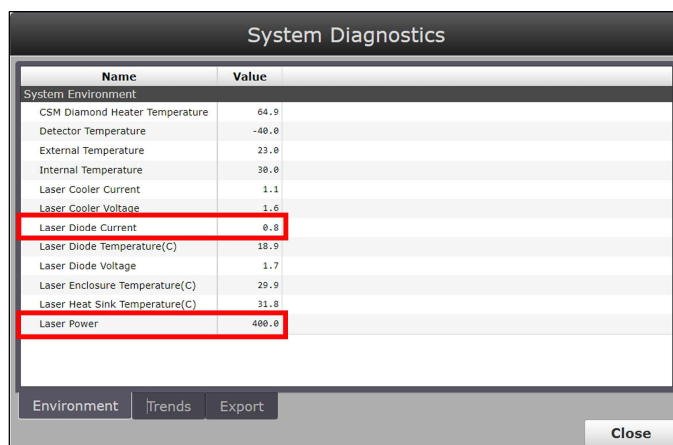 System Diagnostics
Name Value
System Environment
CSM Diamond Heater Temperature 64.9
Detector Temperature -40.0
External Temperature 23.0
Internal Temperature 30.0
Laser Cooler Current 1.1
Laser Cooler Voltage 1.6
Laser Diode Current 0.8
Laser Diode Temperature(C) 18.9
Laser Diode Voltage 1.7
Laser Enclosure Temperature(C) 29.9
Laser Heat Sink Temperature(C) 31.8
Laser Power 400.0
Environment Trends Export
Close